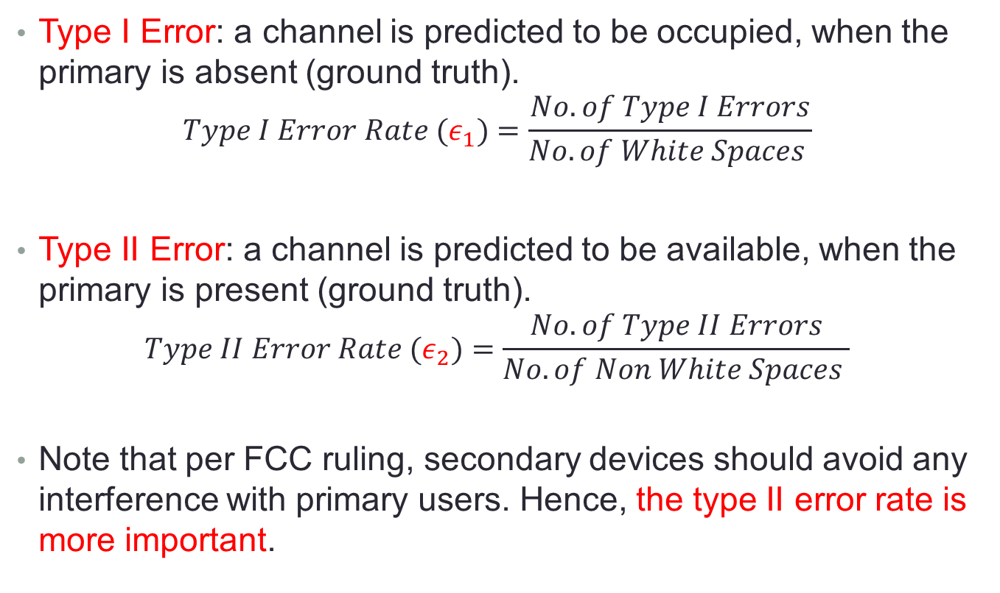 • Type I Error: a channel is predicted to be occupied, when the
primary is absent (ground truth).
Type I Error Rate (ϵ₁) = No. of Type I Errors / No. of White Spaces
• Type II Error: a channel is predicted to be available, when the
primary is present (ground truth).
Type II Error Rate (ϵ₂) = No. of Type II Errors / No. of Non White Spaces
• Note that per FCC ruling, secondary devices should avoid any
interference with primary users. Hence, the type II error rate is
more important.